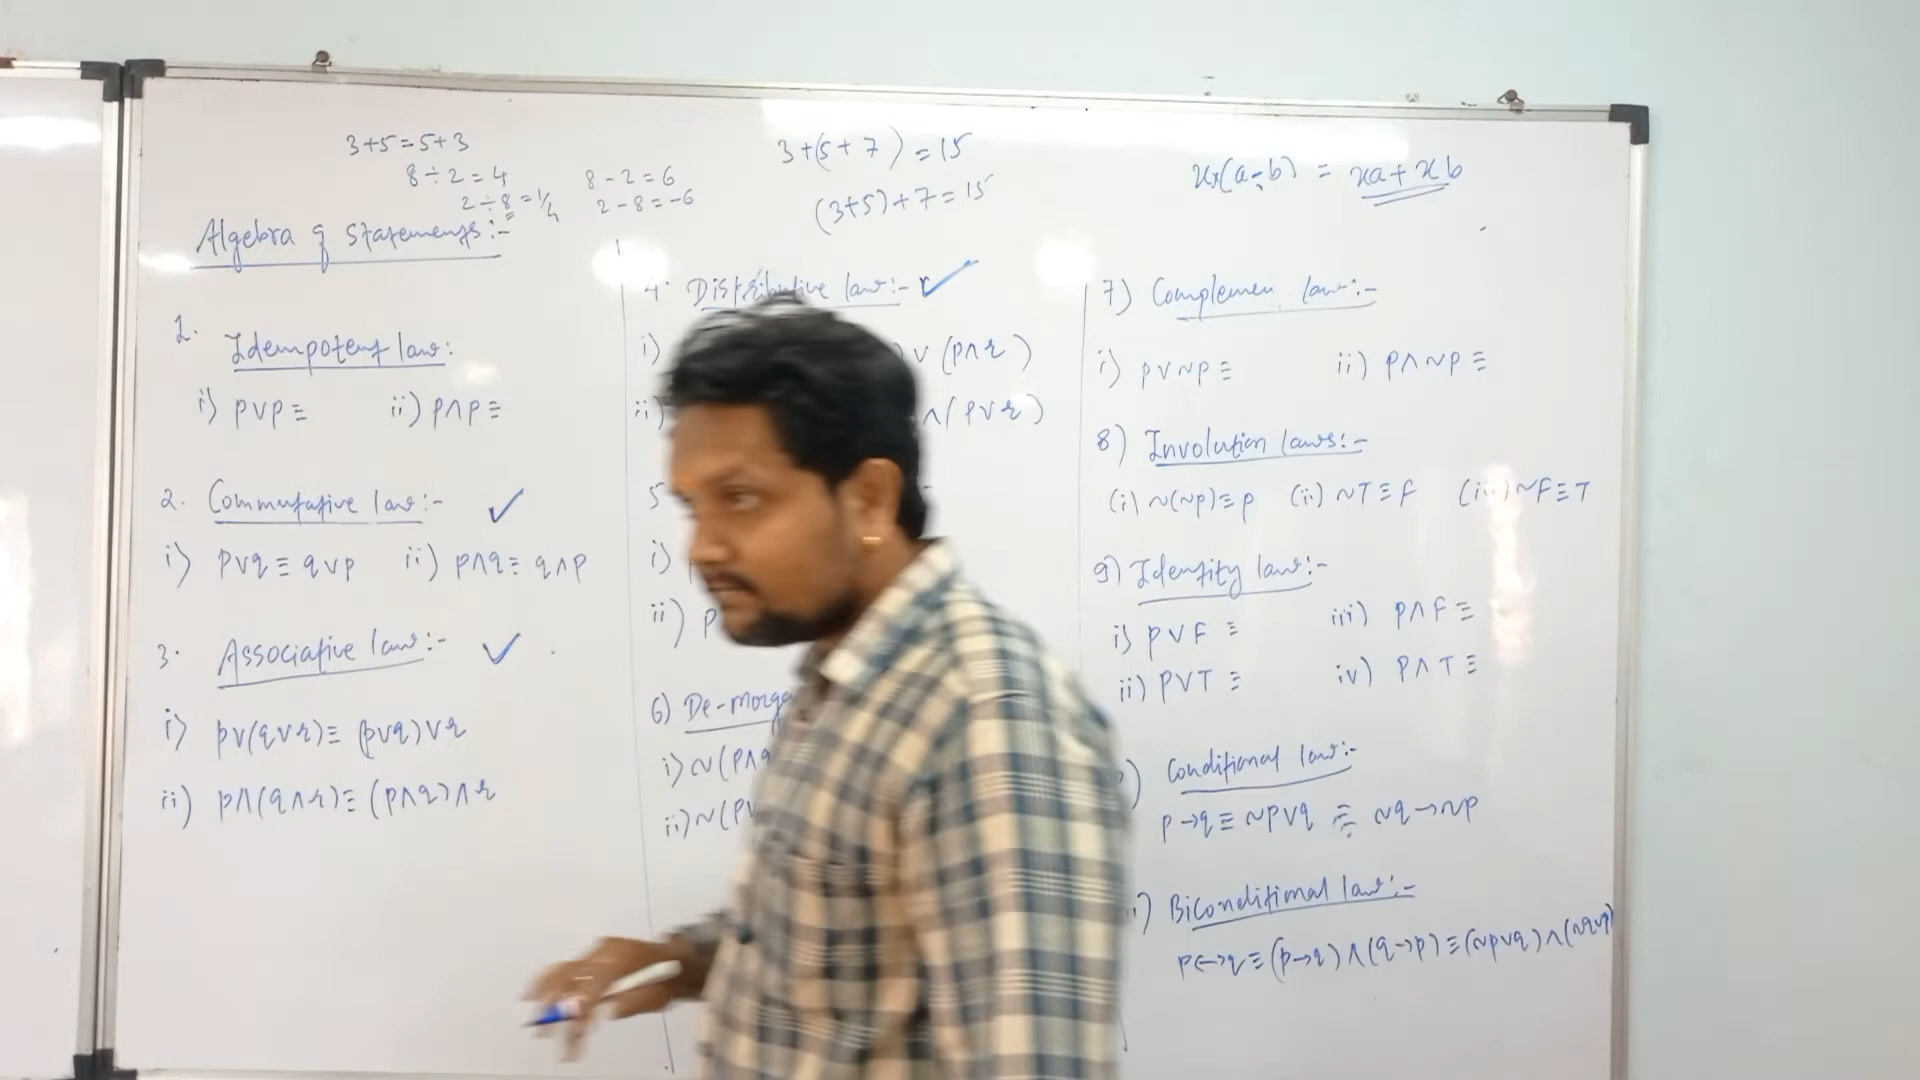 3+5=5+3
8÷2=4
2÷8=1/4
8-2=6
2-8=-6
3+(5+7)=15
(3+5)+7=15
x×(a-b) = xa+xb
Algebra of statements:-
1. Idempotent law:
i) p∨p≡ ii) p∧p≡
2. Commutative law:- ✓
i) p∨q≡q∨p ii) p∧q≡q∧p
3. Associative law:- ✓
i) p∨(q∨r)≡(p∨q)∨r
ii) p∧(q∧r)≡(p∧q)∧r
4. Distributive law:- ✓
i) ∨(p∧r)
ii) ∧(p∨r)
5
i)
ii) p
6) De-morga
i) ~(p∧q
ii) ~(p∨
7) Complemen law:-
i) p∨~p≡ ii) p∧~p≡
8) Involution laws:-
(i) ~(~p)≡p (ii) ~T≡F (iii) ~F≡T
9) Identity law:-
i) p∨F≡ iii) p∧F≡
ii) p∨T≡ iv) p∧T≡
) Conditional law:-
p→q≡~p∨q≡~q→~p
) Biconditional law:-
p↔q≡(p→q)∧(q→p)≡(~p∨q)∧(~q∨p)